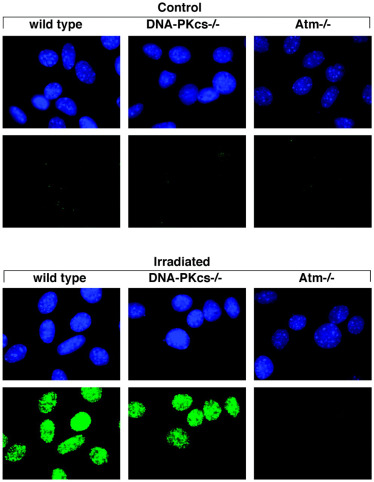 Control
wild type DNA-PKcs-/- Atm-/-
Irradiated
wild type DNA-PKcs-/- Atm-/-